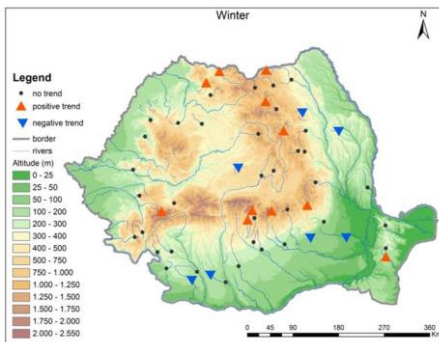 Winter
N
Legend
no trend
positive trend
negative trend
border
rivers
Altitude (m)
0 - 25
25 - 50
50 - 100
100 - 200
200 - 300
300 - 400
400 - 500
500 - 750
750 - 1.000
1.000 - 1.250
1.250 - 1.500
1.500 - 1.750
1.750 - 2.000
2.000 - 2.550
0 45 90 180 270 360